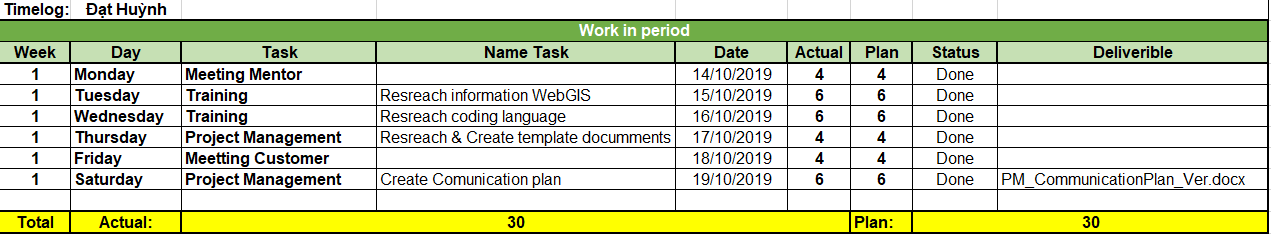 Timelog: Đạt Huỳnh
Work in period
Week Day Task Name Task Date Actual Plan Status Deliverible
1 Monday Meeting Mentor 14/10/2019 4 4 Done
1 Tuesday Training Resreach information WebGIS 15/10/2019 6 6 Done
1 Wednesday Training Resreach coding language 16/10/2019 6 6 Done
1 Thursday Project Management Resreach & Create template documments 17/10/2019 4 4 Done
1 Friday Meetting Customer 18/10/2019 4 4 Done
1 Saturday Project Management Create Comunication plan 19/10/2019 6 6 Done PM_CommunicationPlan_Ver.docx
Total Actual: 30 Plan: 30